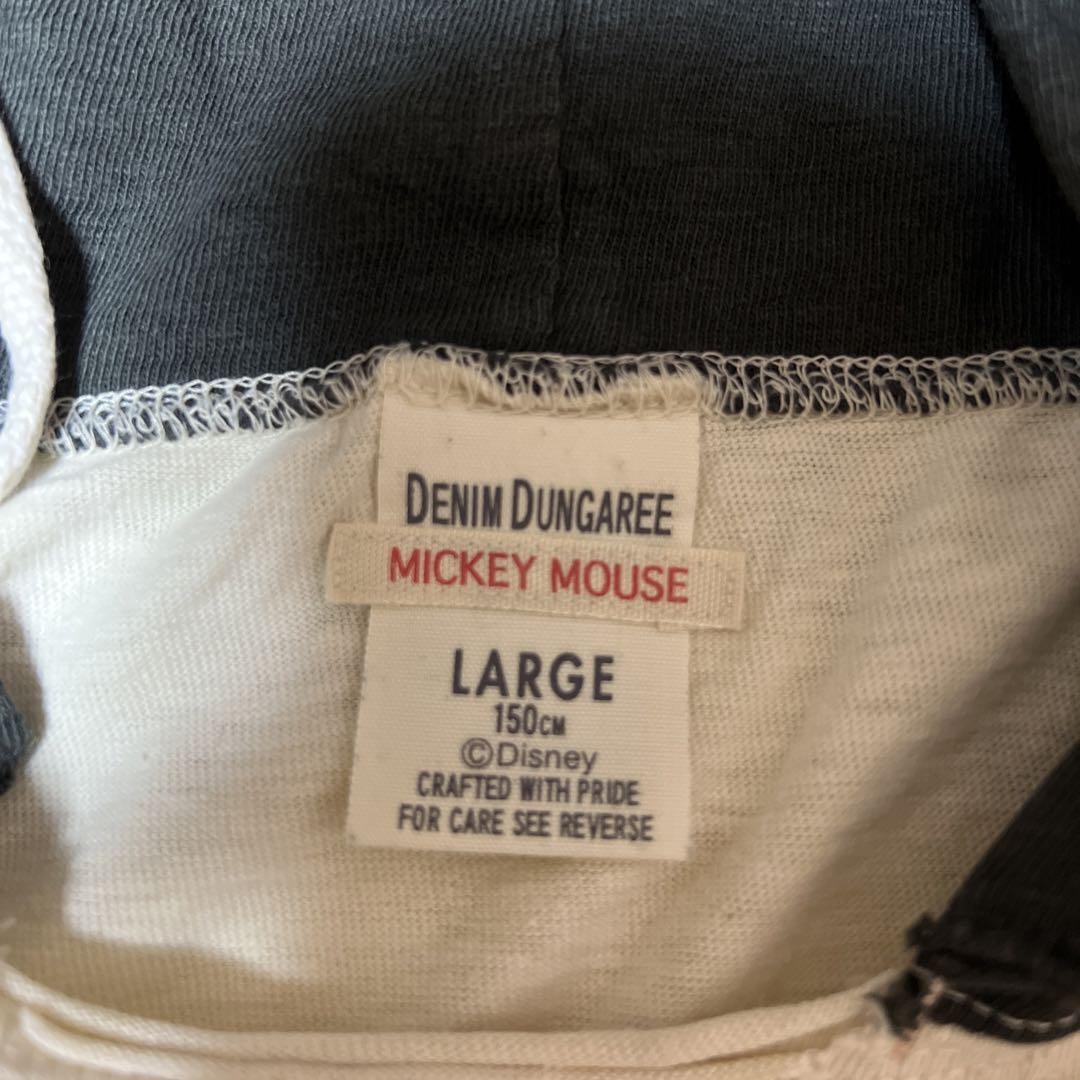 DENIM DUNGAREE
MICKEY MOUSE
LARGE
150CM
©Disney
CRAFTED WITH PRIDE
FOR CARE SEE REVERSE